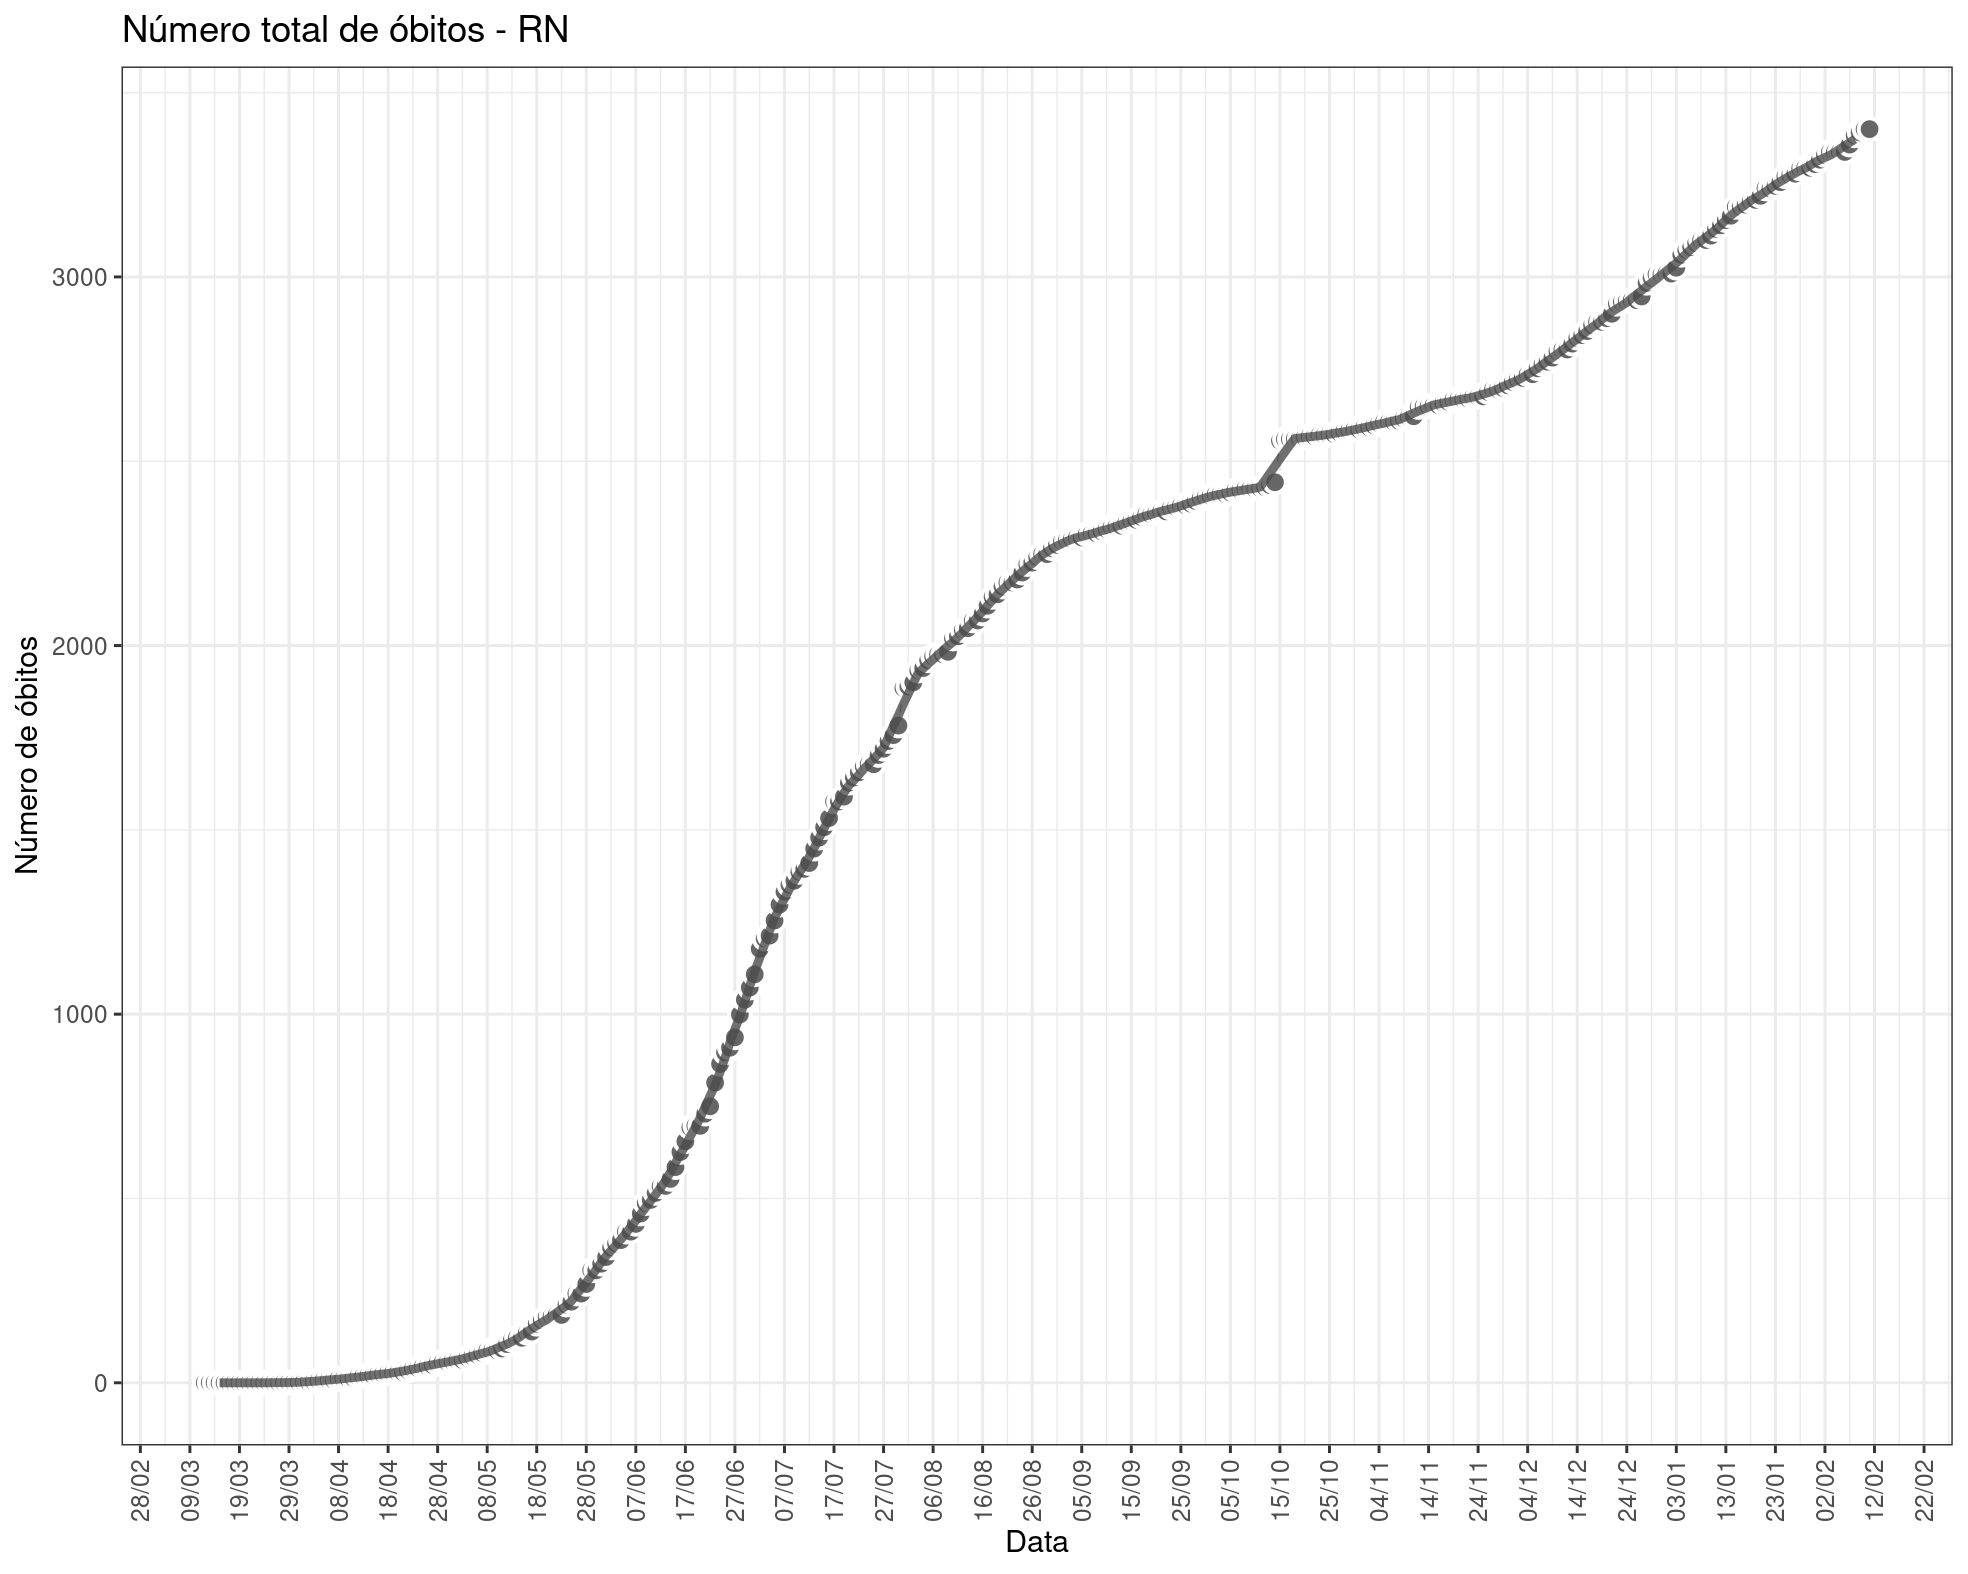 Número total de óbitos - RN
Número de óbitos
3000
2000
1000
0
28/02 09/03 19/03 29/03 08/04 18/04 28/04 08/05 18/05 28/05 07/06 17/06 27/06 07/07 17/07 27/07 06/08 16/08 26/08 05/09 15/09 25/09 05/10 15/10 25/10 04/11 14/11 24/11 04/12 14/12 24/12 03/01 13/01 23/01 02/02 12/02 22/02
Data